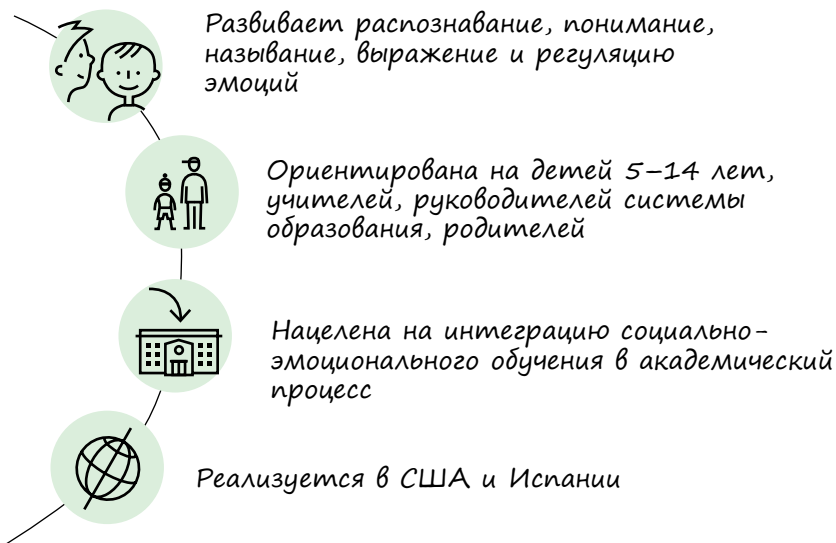 Развивает распознавание, понимание,
называние, выражение и регуляцию
эмоций
Ориентирована на детей 5–14 лет,
учителей, руководителей системы
образования, родителей
Нацелена на интеграцию социально-
эмоционального обучения в академический
процесс
Реализуется в США и Испании